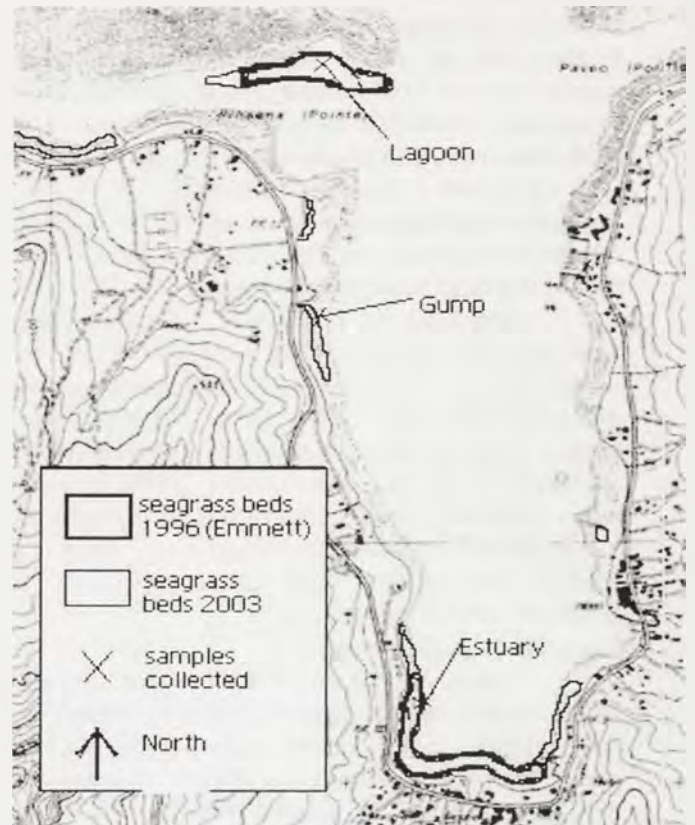 Lagoon
Gump
seagrass beds
1996 (Emmett)
seagrass
beds 2003
samples
collected
North
Estuary